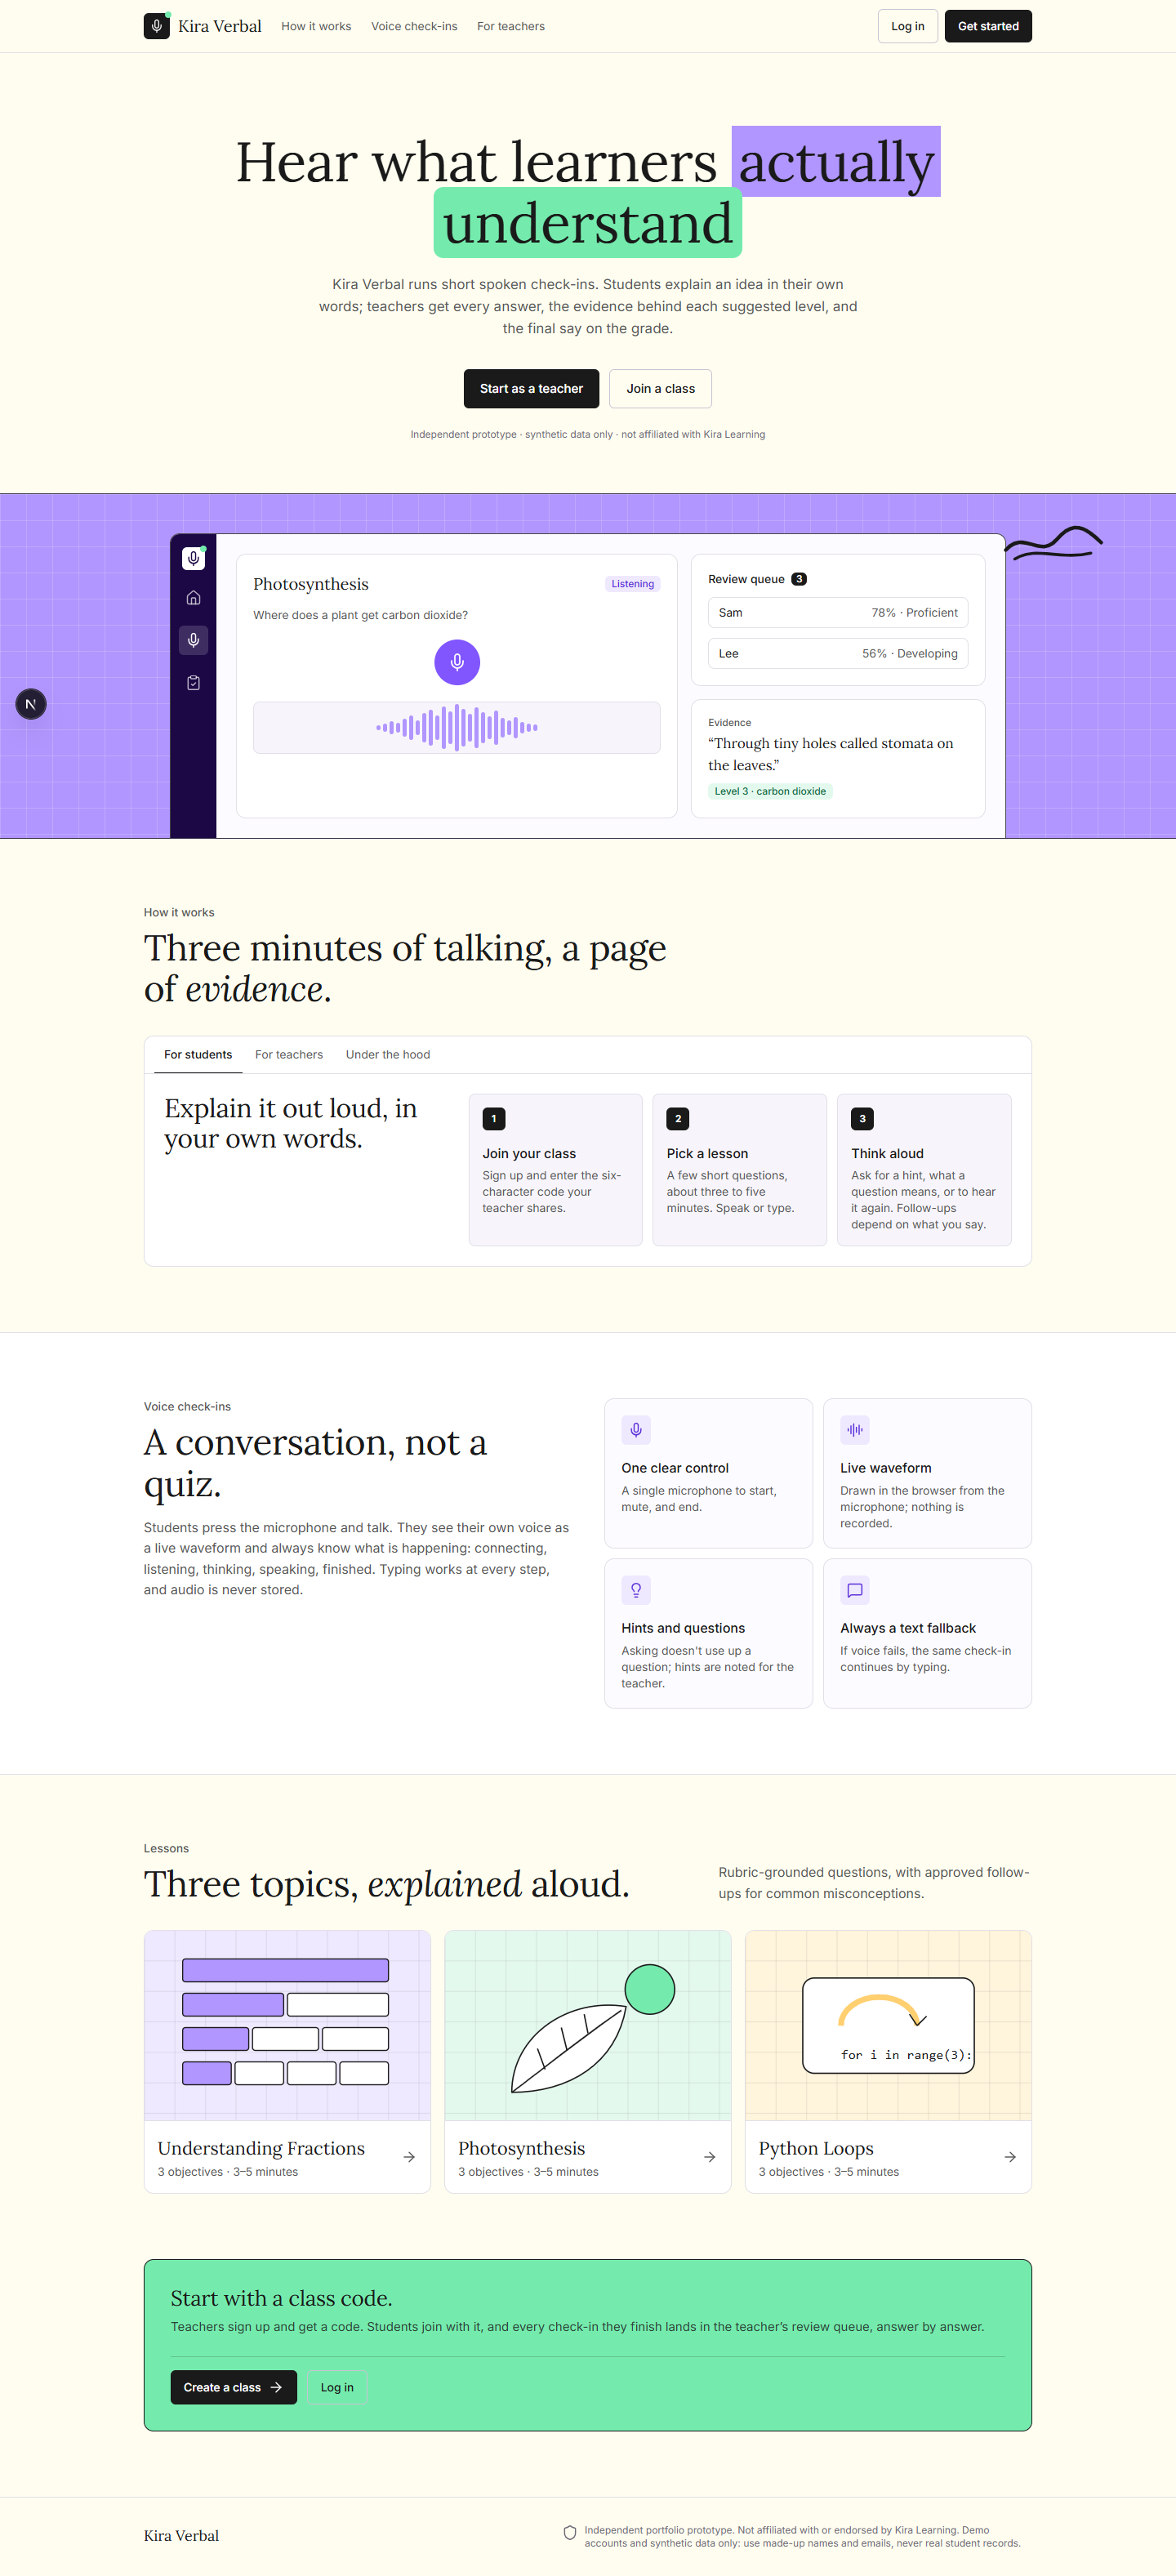 Kira Verbal
How it works
Voice check-ins
For teachers
Log in
Get started
Hear what learners actually
understand
Kira Verbal runs short spoken check-ins. Students explain an idea in their own
words; teachers get every answer, the evidence behind each suggested level, and
the final say on the grade.
Start as a teacher
Join a class
Independent prototype · synthetic data only · not affiliated with Kira Learning
Photosynthesis
Listening
Where does a plant get carbon dioxide?
Review queue 3
Sam 78% · Proficient
Lee 56% · Developing
Evidence
“Through tiny holes called stomata on
the leaves.”
Level 3 · carbon dioxide
N
How it works
Three minutes of talking, a page
of evidence.
For students
For teachers
Under the hood
Explain it out loud, in
your own words.
1
Join your class
Sign up and enter the six-
character code your
teacher shares.
2
Pick a lesson
A few short questions,
about three to five
minutes. Speak or type.
3
Think aloud
Ask for a hint, what a
question means, or to hear
it again. Follow-ups
depend on what you say.
Voice check-ins
A conversation, not a
quiz.
Students press the microphone and talk. They see their own voice as
a live waveform and always know what is happening: connecting,
listening, thinking, speaking, finished. Typing works at every step,
and audio is never stored.
One clear control
A single microphone to start,
mute, and end.
Live waveform
Drawn in the browser from the
microphone; nothing is
recorded.
Hints and questions
Asking doesn't use up a
question; hints are noted for the
teacher.
Always a text fallback
If voice fails, the same check-in
continues by typing.
Lessons
Three topics, explained aloud.
Rubric-grounded questions, with approved follow-
ups for common misconceptions.
for i in range(3):
Understanding Fractions
3 objectives · 3–5 minutes
Photosynthesis
3 objectives · 3–5 minutes
Python Loops
3 objectives · 3–5 minutes
Start with a class code.
Teachers sign up and get a code. Students join with it, and every check-in they finish lands in the teacher’s review queue, answer by answer.
Create a class
Log in
Kira Verbal
Independent portfolio prototype. Not affiliated with or endorsed by Kira Learning. Demo
accounts and synthetic data only: use made-up names and emails, never real student records.